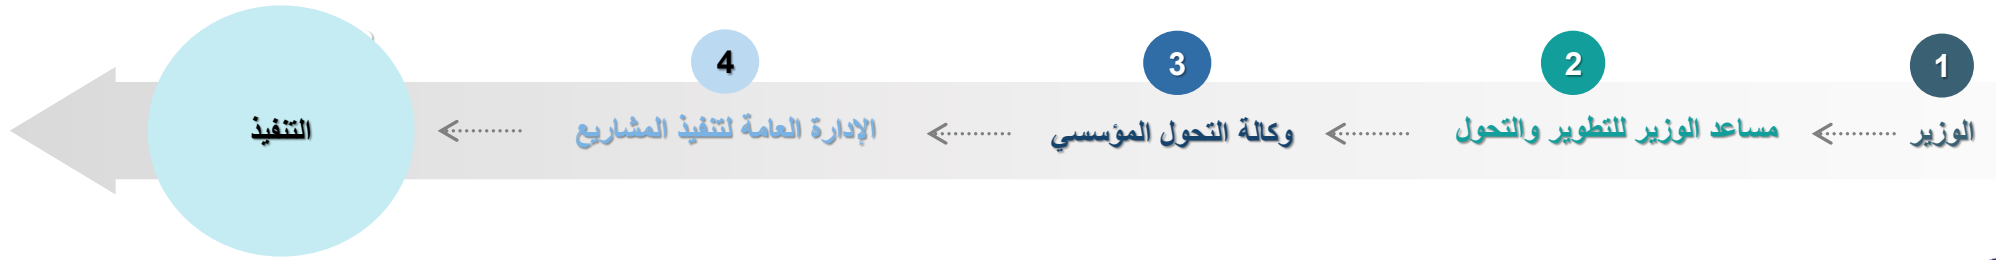 1
الوزير
2
مساعد الوزير للتطوير والتحول
3
وكالة التحول المؤسسي
4
الإدارة العامة لتنفيذ المشاريع
التنفيذ